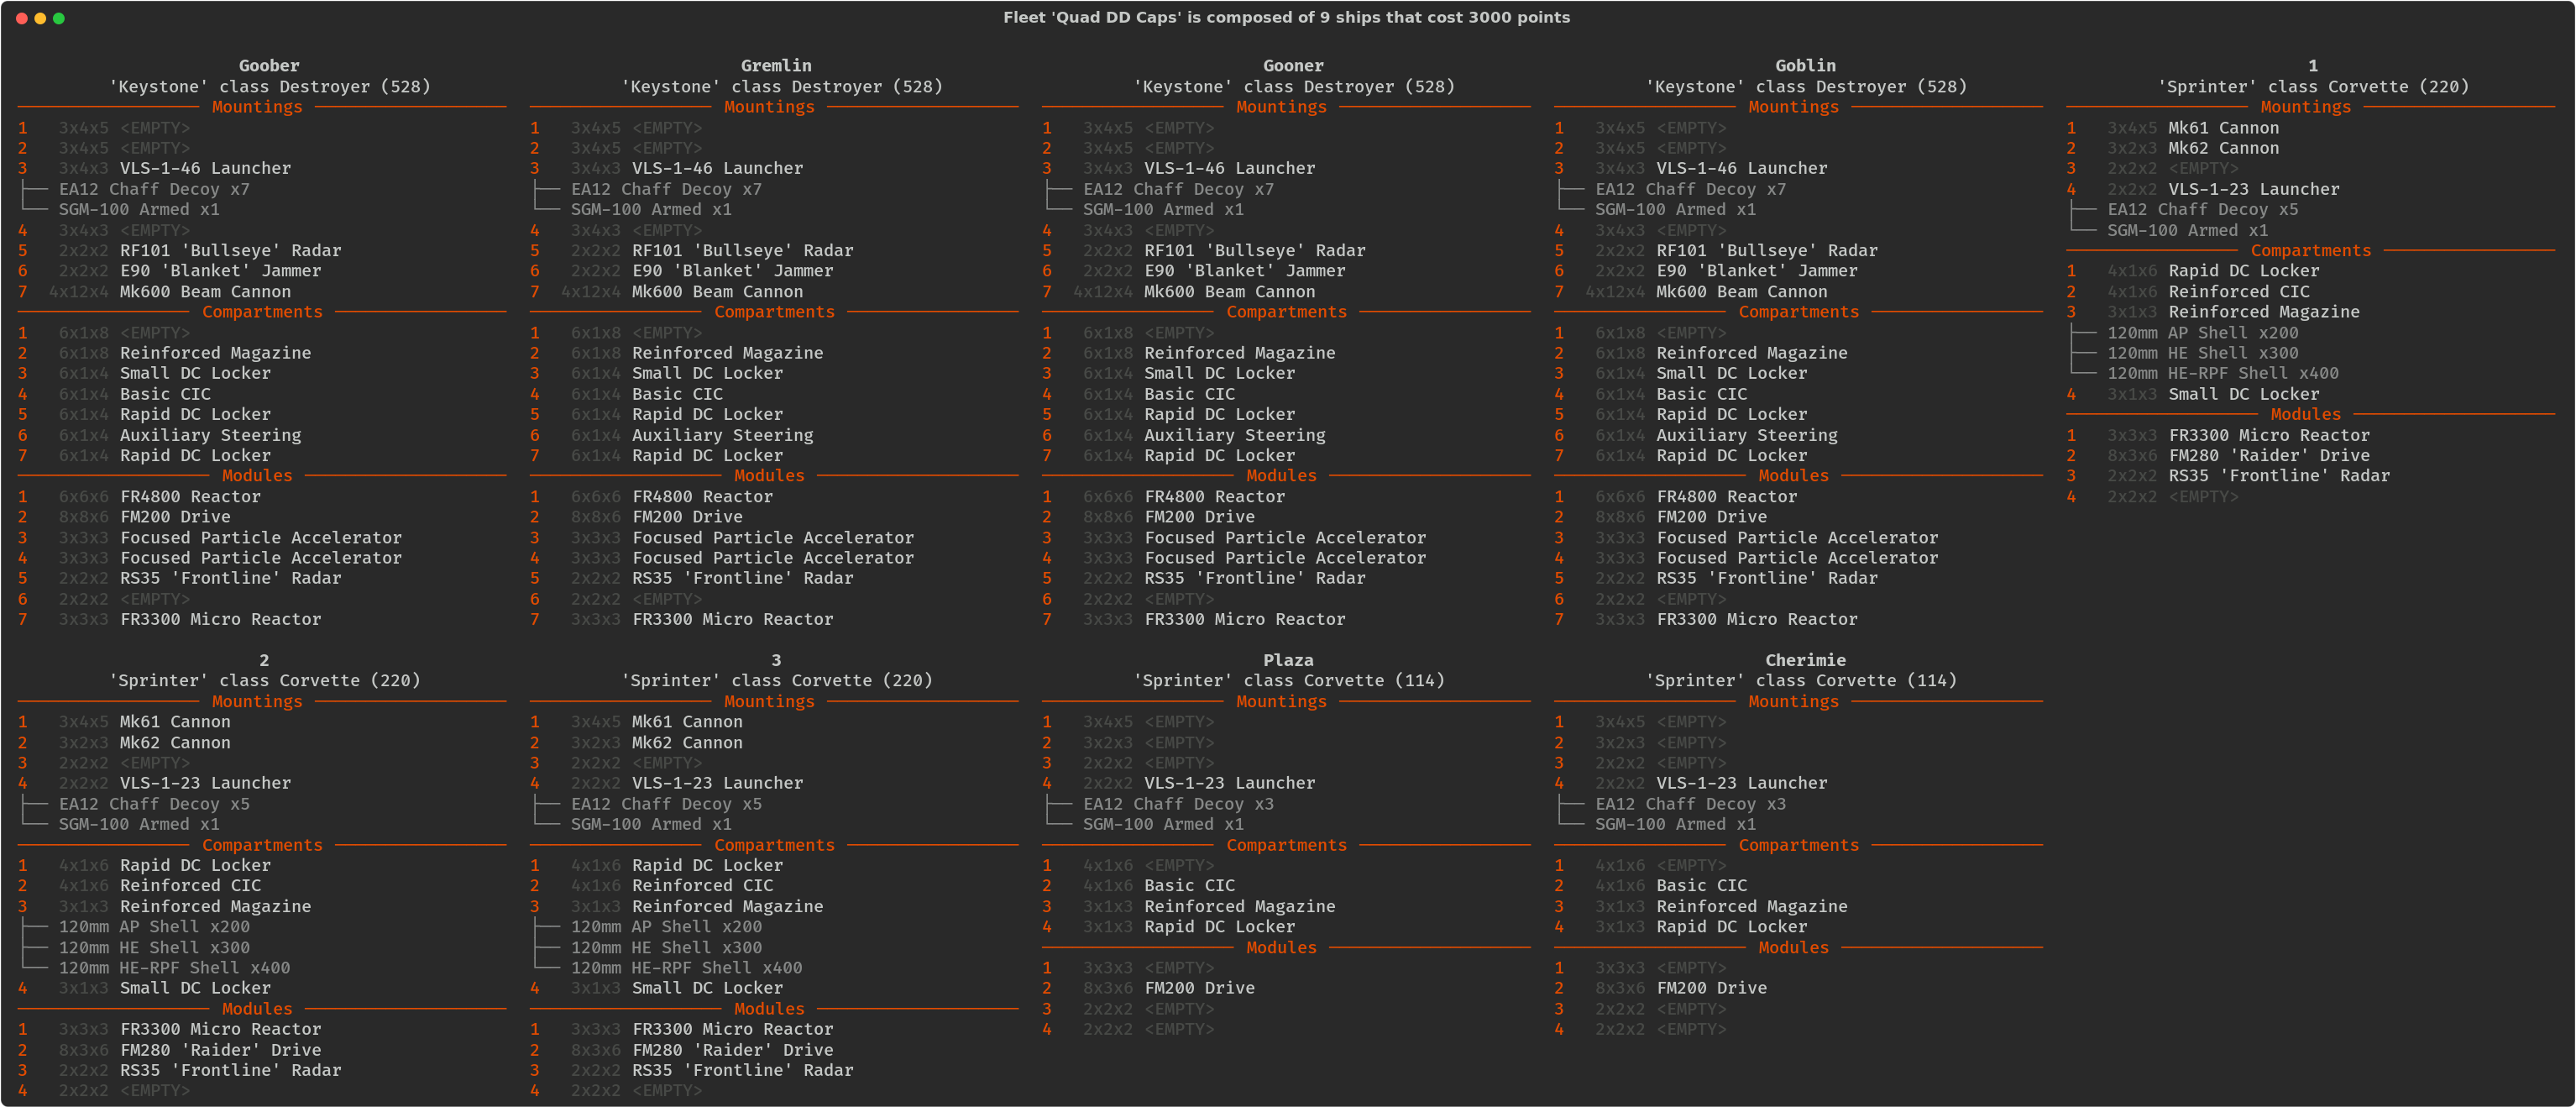 Fleet 'Quad DD Caps' is composed of 9 ships that cost 3000 points
Goober
'Keystone' class Destroyer (528)
Mountings
1 3x4x5 <EMPTY>
2 3x4x5 <EMPTY>
3 3x4x3 VLS-1-46 Launcher
EA12 Chaff Decoy x7
SGM-100 Armed x1
4 3x4x3 <EMPTY>
5 2x2x2 RF101 'Bullseye' Radar
6 2x2x2 E90 'Blanket' Jammer
7 4x12x4 Mk600 Beam Cannon
Compartments
1 6x1x8 <EMPTY>
2 6x1x8 Reinforced Magazine
3 6x1x4 Small DC Locker
4 6x1x4 Basic CIC
5 6x1x4 Rapid DC Locker
6 6x1x4 Auxiliary Steering
7 6x1x4 Rapid DC Locker
Modules
1 6x6x6 FR4800 Reactor
2 8x8x6 FM200 Drive
3 3x3x3 Focused Particle Accelerator
4 3x3x3 Focused Particle Accelerator
5 2x2x2 RS35 'Frontline' Radar
6 2x2x2 <EMPTY>
7 3x3x3 FR3300 Micro Reactor
Gremlin
'Keystone' class Destroyer (528)
Mountings
1 3x4x5 <EMPTY>
2 3x4x5 <EMPTY>
3 3x4x3 VLS-1-46 Launcher
EA12 Chaff Decoy x7
SGM-100 Armed x1
4 3x4x3 <EMPTY>
5 2x2x2 RF101 'Bullseye' Radar
6 2x2x2 E90 'Blanket' Jammer
7 4x12x4 Mk600 Beam Cannon
Compartments
1 6x1x8 <EMPTY>
2 6x1x8 Reinforced Magazine
3 6x1x4 Small DC Locker
4 6x1x4 Basic CIC
5 6x1x4 Rapid DC Locker
6 6x1x4 Auxiliary Steering
7 6x1x4 Rapid DC Locker
Modules
1 6x6x6 FR4800 Reactor
2 8x8x6 FM200 Drive
3 3x3x3 Focused Particle Accelerator
4 3x3x3 Focused Particle Accelerator
5 2x2x2 RS35 'Frontline' Radar
6 2x2x2 <EMPTY>
7 3x3x3 FR3300 Micro Reactor
Gooner
'Keystone' class Destroyer (528)
Mountings
1 3x4x5 <EMPTY>
2 3x4x5 <EMPTY>
3 3x4x3 VLS-1-46 Launcher
EA12 Chaff Decoy x7
SGM-100 Armed x1
4 3x4x3 <EMPTY>
5 2x2x2 RF101 'Bullseye' Radar
6 2x2x2 E90 'Blanket' Jammer
7 4x12x4 Mk600 Beam Cannon
Compartments
1 6x1x8 <EMPTY>
2 6x1x8 Reinforced Magazine
3 6x1x4 Small DC Locker
4 6x1x4 Basic CIC
5 6x1x4 Rapid DC Locker
6 6x1x4 Auxiliary Steering
7 6x1x4 Rapid DC Locker
Modules
1 6x6x6 FR4800 Reactor
2 8x8x6 FM200 Drive
3 3x3x3 Focused Particle Accelerator
4 3x3x3 Focused Particle Accelerator
5 2x2x2 RS35 'Frontline' Radar
6 2x2x2 <EMPTY>
7 3x3x3 FR3300 Micro Reactor
Goblin
'Keystone' class Destroyer (528)
Mountings
1 3x4x5 <EMPTY>
2 3x4x5 <EMPTY>
3 3x4x3 VLS-1-46 Launcher
EA12 Chaff Decoy x7
SGM-100 Armed x1
4 3x4x3 <EMPTY>
5 2x2x2 RF101 'Bullseye' Radar
6 2x2x2 E90 'Blanket' Jammer
7 4x12x4 Mk600 Beam Cannon
Compartments
1 6x1x8 <EMPTY>
2 6x1x8 Reinforced Magazine
3 6x1x4 Small DC Locker
4 6x1x4 Basic CIC
5 6x1x4 Rapid DC Locker
6 6x1x4 Auxiliary Steering
7 6x1x4 Rapid DC Locker
Modules
1 6x6x6 FR4800 Reactor
2 8x8x6 FM200 Drive
3 3x3x3 Focused Particle Accelerator
4 3x3x3 Focused Particle Accelerator
5 2x2x2 RS35 'Frontline' Radar
6 2x2x2 <EMPTY>
7 3x3x3 FR3300 Micro Reactor
1
'Sprinter' class Corvette (220)
Mountings
1 3x4x5 Mk61 Cannon
2 3x2x3 Mk62 Cannon
3 2x2x2 <EMPTY>
4 2x2x2 VLS-1-23 Launcher
EA12 Chaff Decoy x5
SGM-100 Armed x1
Compartments
1 4x1x6 Rapid DC Locker
2 4x1x6 Reinforced CIC
3 3x1x3 Reinforced Magazine
120mm AP Shell x200
120mm HE Shell x300
120mm HE-RPF Shell x400
4 3x1x3 Small DC Locker
Modules
1 3x3x3 FR3300 Micro Reactor
2 8x3x6 FM280 'Raider' Drive
3 2x2x2 RS35 'Frontline' Radar
4 2x2x2 <EMPTY>
2
'Sprinter' class Corvette (220)
Mountings
1 3x4x5 Mk61 Cannon
2 3x2x3 Mk62 Cannon
3 2x2x2 <EMPTY>
4 2x2x2 VLS-1-23 Launcher
EA12 Chaff Decoy x5
SGM-100 Armed x1
Compartments
1 4x1x6 Rapid DC Locker
2 4x1x6 Reinforced CIC
3 3x1x3 Reinforced Magazine
120mm AP Shell x200
120mm HE Shell x300
120mm HE-RPF Shell x400
4 3x1x3 Small DC Locker
Modules
1 3x3x3 FR3300 Micro Reactor
2 8x3x6 FM280 'Raider' Drive
3 2x2x2 RS35 'Frontline' Radar
4 2x2x2 <EMPTY>
3
'Sprinter' class Corvette (220)
Mountings
1 3x4x5 Mk61 Cannon
2 3x2x3 Mk62 Cannon
3 2x2x2 <EMPTY>
4 2x2x2 VLS-1-23 Launcher
EA12 Chaff Decoy x5
SGM-100 Armed x1
Compartments
1 4x1x6 Rapid DC Locker
2 4x1x6 Reinforced CIC
3 3x1x3 Reinforced Magazine
120mm AP Shell x200
120mm HE Shell x300
120mm HE-RPF Shell x400
4 3x1x3 Small DC Locker
Modules
1 3x3x3 FR3300 Micro Reactor
2 8x3x6 FM280 'Raider' Drive
3 2x2x2 RS35 'Frontline' Radar
4 2x2x2 <EMPTY>
Plaza
'Sprinter' class Corvette (114)
Mountings
1 3x4x5 <EMPTY>
2 3x2x3 <EMPTY>
3 2x2x2 <EMPTY>
4 2x2x2 VLS-1-23 Launcher
EA12 Chaff Decoy x3
SGM-100 Armed x1
Compartments
1 4x1x6 <EMPTY>
2 4x1x6 Basic CIC
3 3x1x3 Reinforced Magazine
4 3x1x3 Rapid DC Locker
Modules
1 3x3x3 <EMPTY>
2 8x3x6 FM200 Drive
3 2x2x2 <EMPTY>
4 2x2x2 <EMPTY>
Cherimie
'Sprinter' class Corvette (114)
Mountings
1 3x4x5 <EMPTY>
2 3x2x3 <EMPTY>
3 2x2x2 <EMPTY>
4 2x2x2 VLS-1-23 Launcher
EA12 Chaff Decoy x3
SGM-100 Armed x1
Compartments
1 4x1x6 <EMPTY>
2 4x1x6 Basic CIC
3 3x1x3 Reinforced Magazine
4 3x1x3 Rapid DC Locker
Modules
1 3x3x3 <EMPTY>
2 8x3x6 FM200 Drive
3 2x2x2 <EMPTY>
4 2x2x2 <EMPTY>